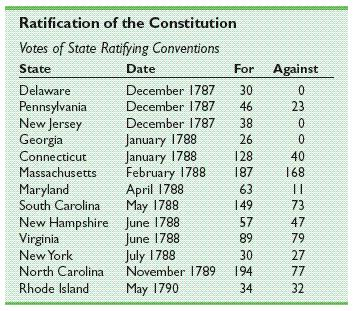 Ratification of the Constitution
Votes of State Ratifying Conventions
State Date For Against
Delaware December 1787 30 0
Pennsylvania December 1787 46 23
New Jersey December 1787 38 0
Georgia January 1788 26 0
Connecticut January 1788 128 40
Massachusetts February 1788 187 168
Maryland April 1788 63 11
South Carolina May 1788 149 73
New Hampshire June 1788 57 47
Virginia June 1788 89 79
New York July 1788 30 27
North Carolina November 1789 194 77
Rhode Island May 1790 34 32